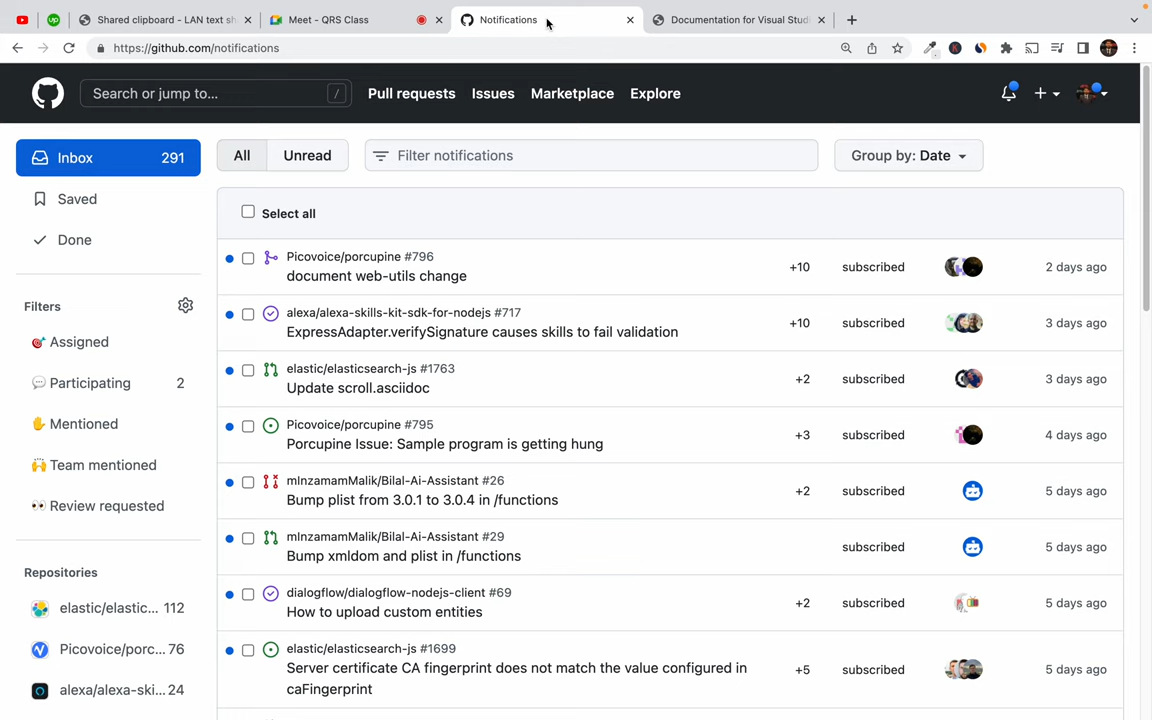 Shared clipboard - LAN text sh
Meet - QRS Class
Notifications
Documentation for Visual Studi
https://github.com/notifications
Search or jump to... /
Pull requests Issues Marketplace Explore
Inbox 291
Saved
Done
Filters
Assigned
Participating 2
Mentioned
Team mentioned
Review requested
Repositories
elastic/elastic... 112
Picovoice/porc... 76
alexa/alexa-ski... 24
All Unread Filter notifications Group by: Date
Select all
Picovoice/porcupine #796
document web-utils change
+10 subscribed 2 days ago
alexa/alexa-skills-kit-sdk-for-nodejs #717
ExpressAdapter.verifySignature causes skills to fail validation
+10 subscribed 3 days ago
elastic/elasticsearch-js #1763
Update scroll.asciidoc
+2 subscribed 3 days ago
Picovoice/porcupine #795
Porcupine Issue: Sample program is getting hung
+3 subscribed 4 days ago
mInzamamMalik/Bilal-Ai-Assistant #26
Bump plist from 3.0.1 to 3.0.4 in /functions
+2 subscribed 5 days ago
mInzamamMalik/Bilal-Ai-Assistant #29
Bump xmldom and plist in /functions
subscribed 5 days ago
dialogflow/dialogflow-nodejs-client #69
How to upload custom entities
+2 subscribed 5 days ago
elastic/elasticsearch-js #1699
Server certificate CA fingerprint does not match the value configured in
caFingerprint
+5 subscribed 5 days ago